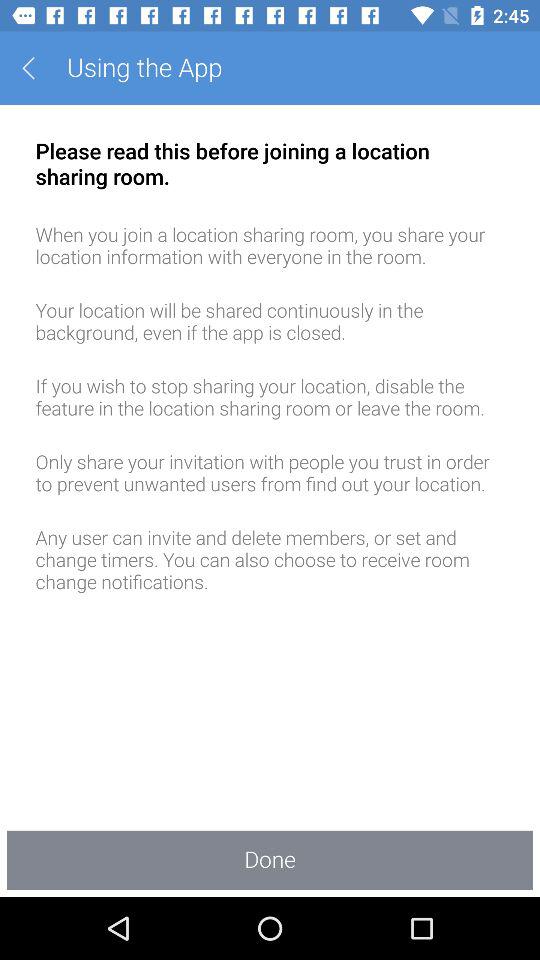 2:45
Using the App
Please read this before joining a location
sharing room.
When you join a location sharing room, you share your
location information with everyone in the room.
Your location will be shared continuously in the
background, even if the app is closed.
If you wish to stop sharing your location, disable the
feature in the location sharing room or leave the room.
Only share your invitation with people you trust in order
to prevent unwanted users from find out your location.
Any user can invite and delete members, or set and
change timers. You can also choose to receive room
change notifications.
Done